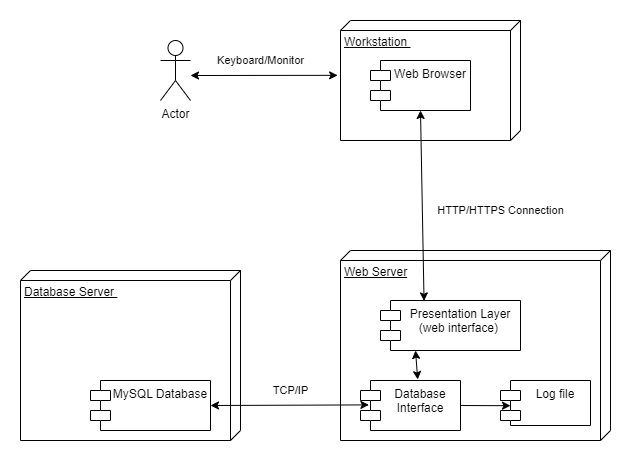 Workstation
Keyboard/Monitor
Web Browser
Actor
HTTP/HTTPS Connection
Web Server
Database Server
Presentation Layer
(web interface)
MySQL Database
TCP/IP
Database
Interface
Log file